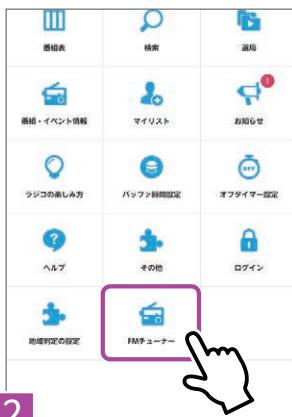 番組表 検索 選局
!
番組・イベント情報 マイリスト お知らせ
OFF
ラジコの楽しみ方 バッファ時間設定 オフタイマー設定
?
ヘルプ その他 ログイン
地域判定の設定 FMチューナー
2